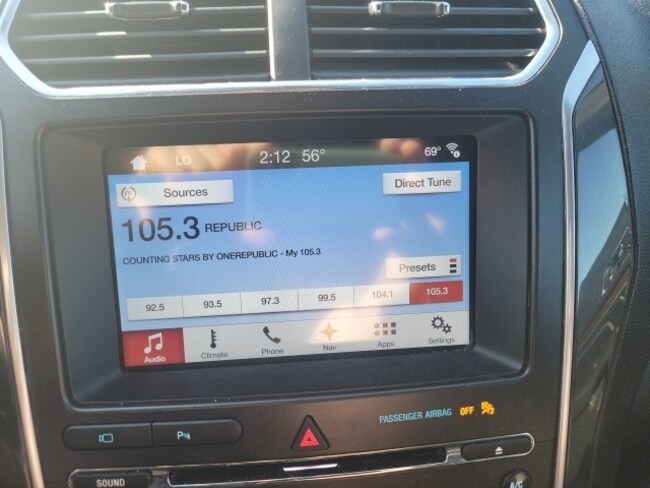 LO 2:12 56° 69°
Sources Direct Tune
105.3 REPUBLIC
COUNTING STARS BY ONEREPUBLIC - My 105.3
Presets
92.5 93.5 97.3 99.5 104.1 105.3
Audio Climate Phone Nav Apps Settings
PASSENGER AIRBAG OFF
P
SOUND
A/C